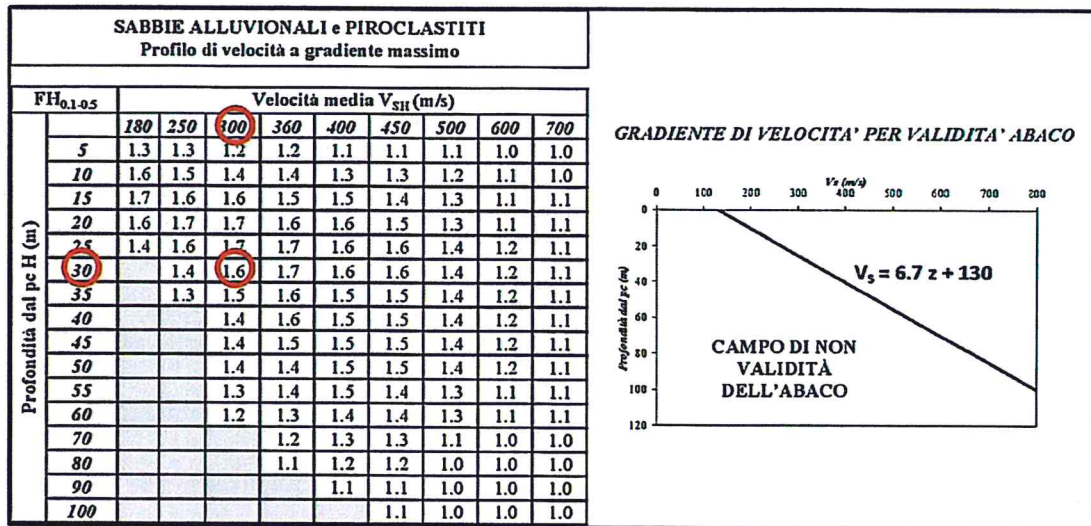 SABBIE ALLUVIONALI e PIROCLASTITI
Profilo di velocità a gradiente massimo
FH0.1-0.5 Velocità media VSH (m/s)
180 250 300 360 400 450 500 600 700
Profondità dal pc H (m)
5 1.3 1.3 1.2 1.2 1.1 1.1 1.1 1.0 1.0
10 1.6 1.5 1.4 1.4 1.3 1.3 1.2 1.1 1.0
15 1.7 1.6 1.6 1.5 1.5 1.4 1.3 1.1 1.1
20 1.6 1.7 1.7 1.6 1.6 1.5 1.3 1.1 1.1
25 1.4 1.6 1.7 1.7 1.6 1.6 1.4 1.2 1.1
30 1.4 1.6 1.7 1.6 1.6 1.4 1.2 1.1
35 1.3 1.5 1.6 1.5 1.5 1.4 1.2 1.1
40 1.4 1.6 1.5 1.5 1.4 1.2 1.1
45 1.4 1.5 1.5 1.5 1.4 1.2 1.1
50 1.4 1.4 1.5 1.5 1.4 1.2 1.1
55 1.3 1.4 1.5 1.4 1.3 1.1 1.1
60 1.2 1.3 1.4 1.4 1.3 1.1 1.1
70 1.2 1.3 1.3 1.1 1.0 1.0
80 1.1 1.2 1.2 1.0 1.0 1.0
90 1.1 1.1 1.0 1.0 1.0
100 1.1 1.0 1.0 1.0
GRADIENTE DI VELOCITA' PER VALIDITA' ABACO
Vs (m/s)
0 100 200 300 400 500 600 700 800
Profondità dal pc (m)
0
20
40
60
80
100
120
VS = 6.7 z + 130
CAMPO DI NON
VALIDITÀ
DELL'ABACO